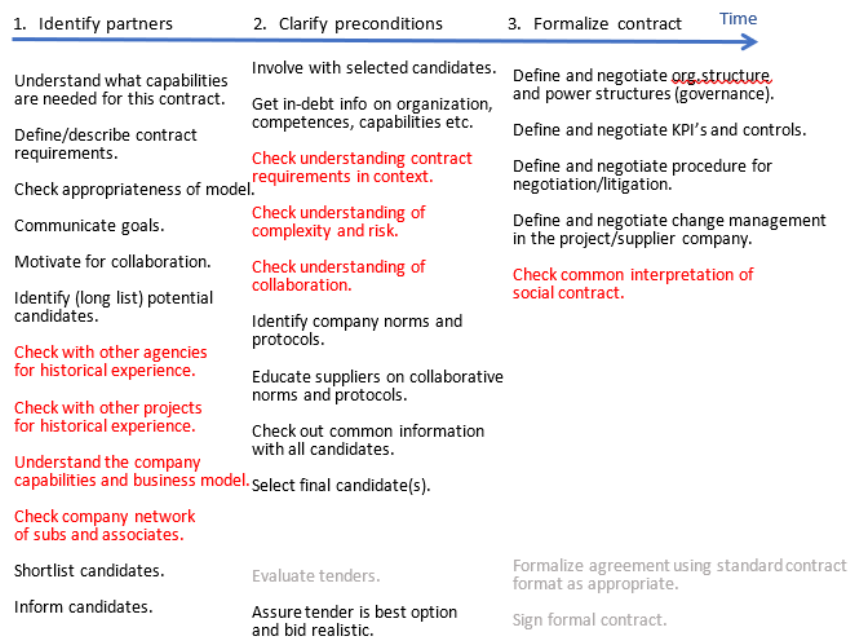 1. Identify partners
2. Clarify preconditions
3. Formalize contract
Time
Understand what capabilities
are needed for this contract.
Define/describe contract
requirements.
Check appropriateness of model.
Communicate goals.
Motivate for collaboration.
Identify (long list) potential
candidates.
Check with other agencies
for historical experience.
Check with other projects
for historical experience.
Understand the company
capabilities and business model.
Check company network
of subs and associates.
Shortlist candidates.
Inform candidates.
Involve with selected candidates.
Get in-debt info on organization,
competences, capabilities etc.
Check understanding contract
requirements in context.
Check understanding of
complexity and risk.
Check understanding of
collaboration.
Identify company norms and
protocols.
Educate suppliers on collaborative
norms and protocols.
Check out common information
with all candidates.
Select final candidate(s).
Evaluate tenders.
Assure tender is best option
and bid realistic.
Define and negotiate org.structure
and power structures (governance).
Define and negotiate KPI's and controls.
Define and negotiate procedure for
negotiation/litigation.
Define and negotiate change management
in the project/supplier company.
Check common interpretation of
social contract.
Formalize agreement using standard contract
format as appropriate.
Sign formal contract.